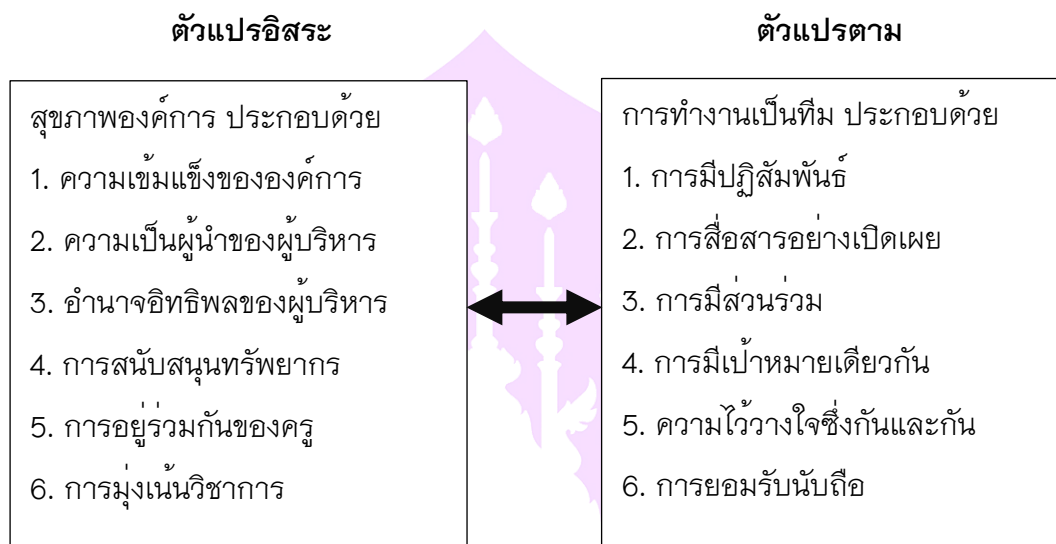 ตัวแปรอิสระ
สุขภาพองค์การ ประกอบด้วย
1. ความเข้มแข็งขององค์การ
2. ความเป็นผู้นำของผู้บริหาร
3. อำนาจอิทธิพลของผู้บริหาร
4. การสนับสนุนทรัพยากร
5. การอยู่ร่วมกันของครู
6. การมุ่งเน้นวิชาการ
ตัวแปรตาม
การทำงานเป็นทีม ประกอบด้วย
1. การมีปฏิสัมพันธ์
2. การสื่อสารอย่างเปิดเผย
3. การมีส่วนร่วม
4. การมีเป้าหมายเดียวกัน
5. ความไว้วางใจซึ่งกันและกัน
6. การยอมรับนับถือ